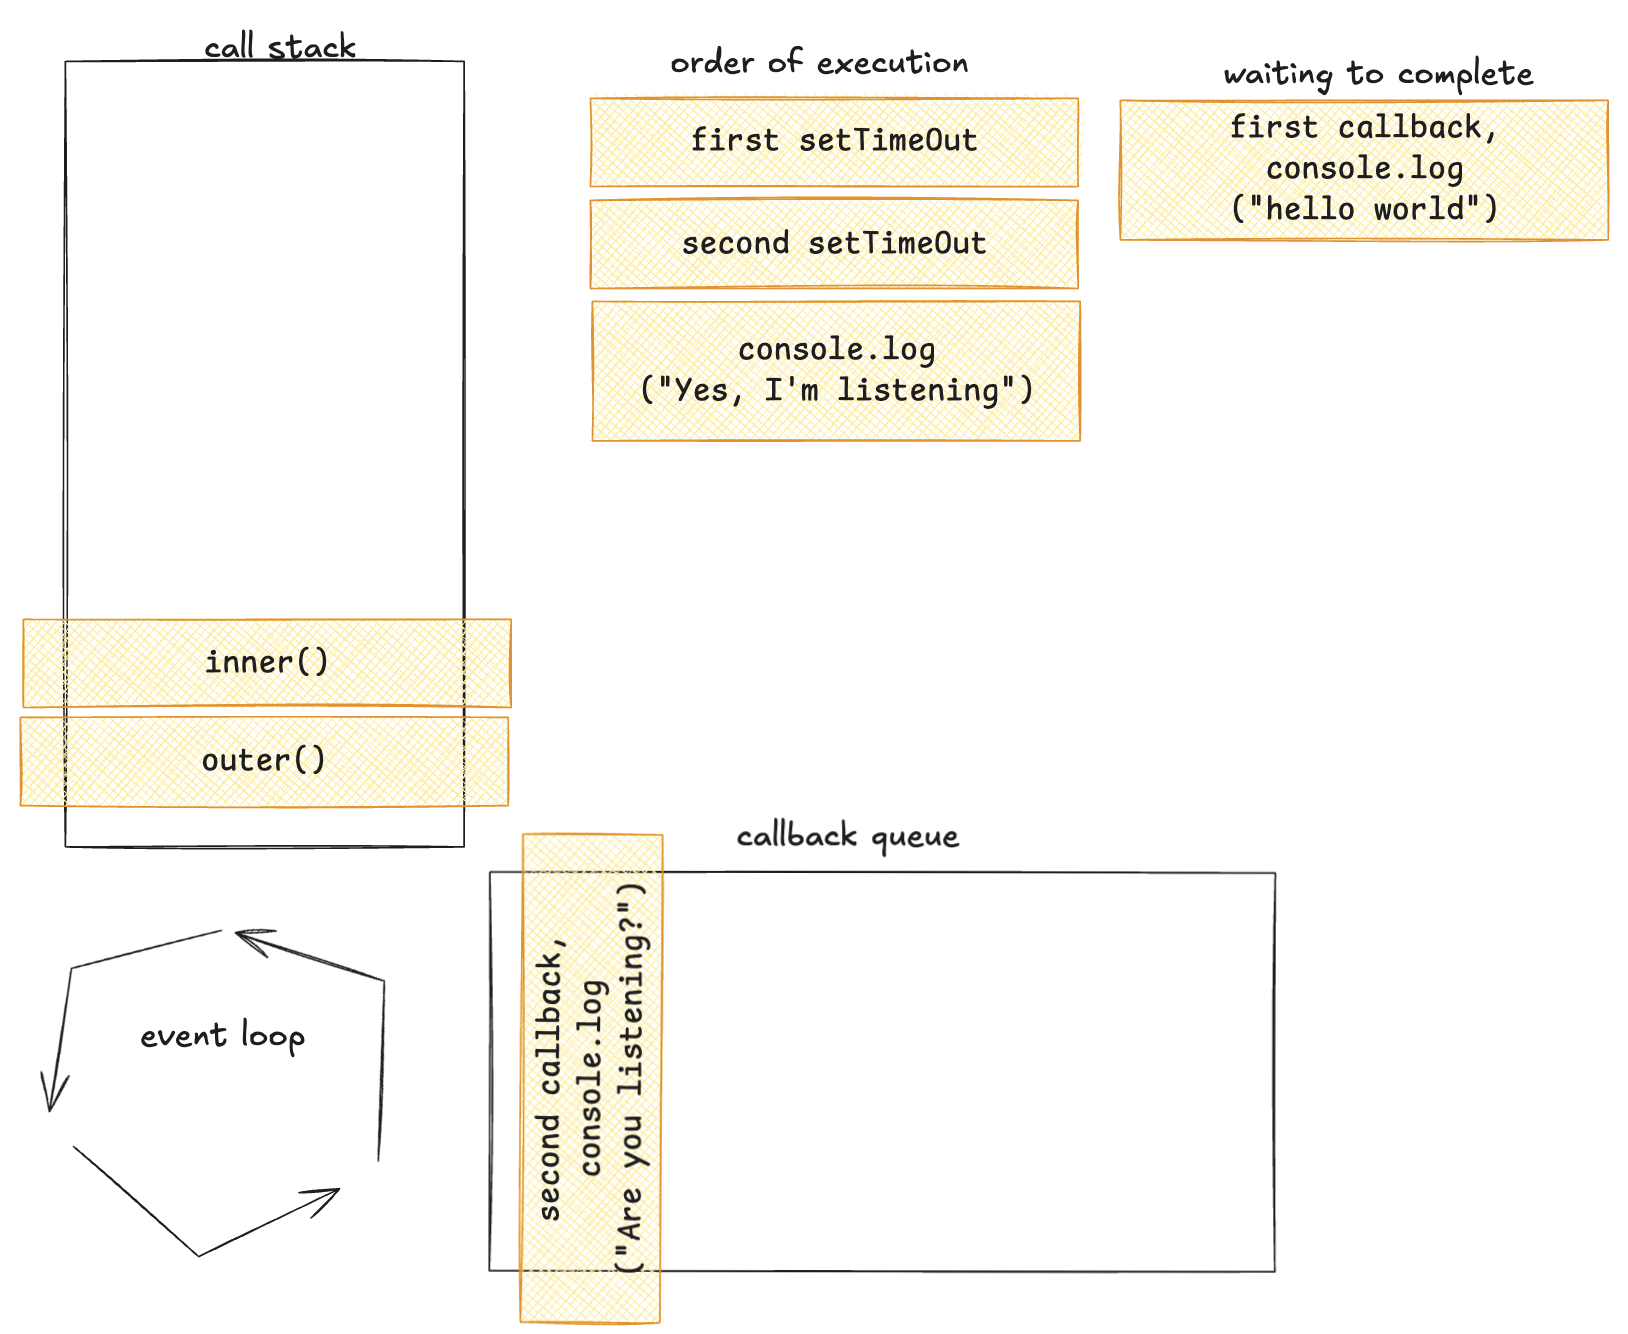 call stack
order of execution
waiting to complete
first setTimeOut
second setTimeOut
console.log
("Yes, I'm listening")
first callback,
console.log
("hello world")
inner()
outer()
callback queue
second callback,
console.log
("Are you listening?")
event loop